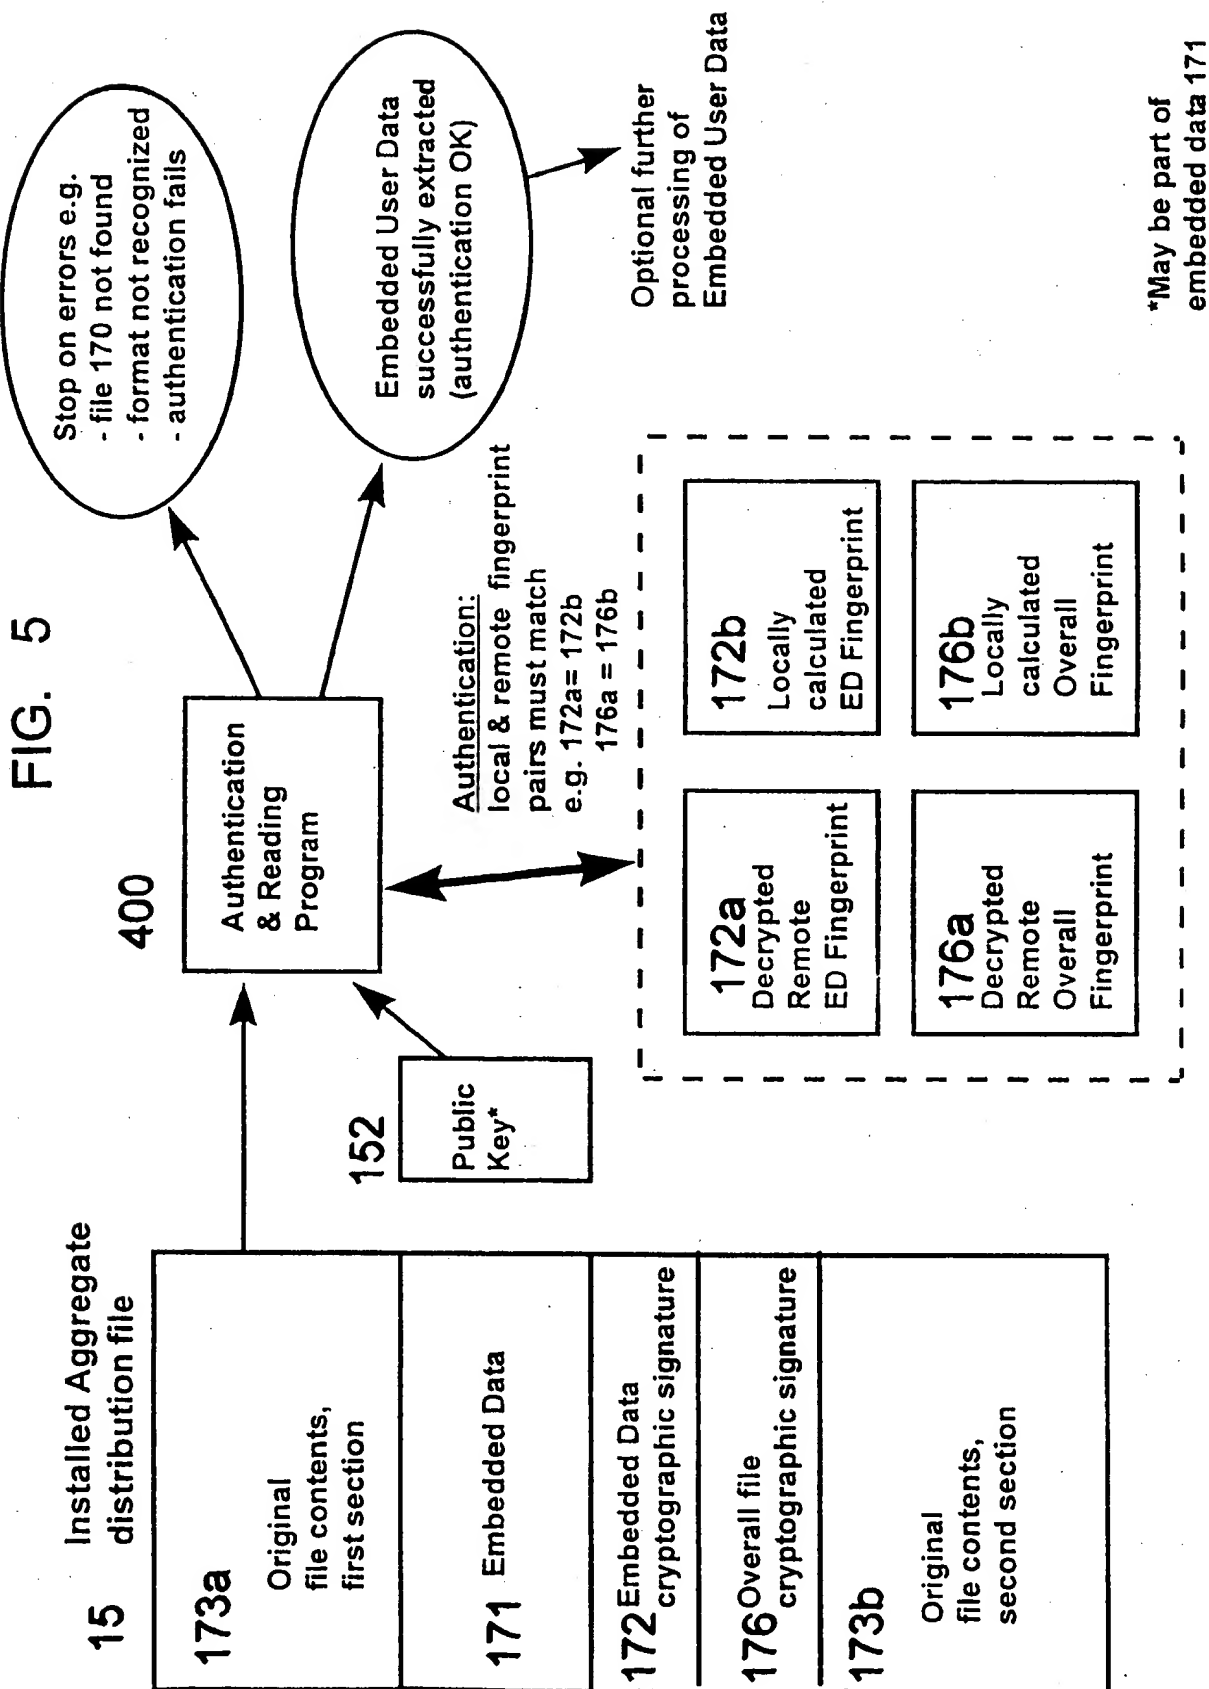 FIG. 5
15
Installed Aggregate
distribution file
173a
Original
file contents,
first section
171 Embedded Data
172 Embedded Data
cryptographic signature
176 Overall file
cryptographic signature
173b
Original
file contents,
second section
152
Public
Key*
400
Authentication
& Reading
Program
Stop on errors e.g.
- file 170 not found
- format not recognized
- authentication fails
Embedded User Data
successfully extracted
(authentication OK)
Optional further
processing of
Embedded User Data
Authentication:
local & remote fingerprint
pairs must match
e.g. 172a = 172b
176a = 176b
172a
Decrypted
Remote
ED Fingerprint
172b
Locally
calculated
ED Fingerprint
176a
Decrypted
Remote
Overall
Fingerprint
176b
Locally
calculated
Overall
Fingerprint
*May be part of
embedded data 171